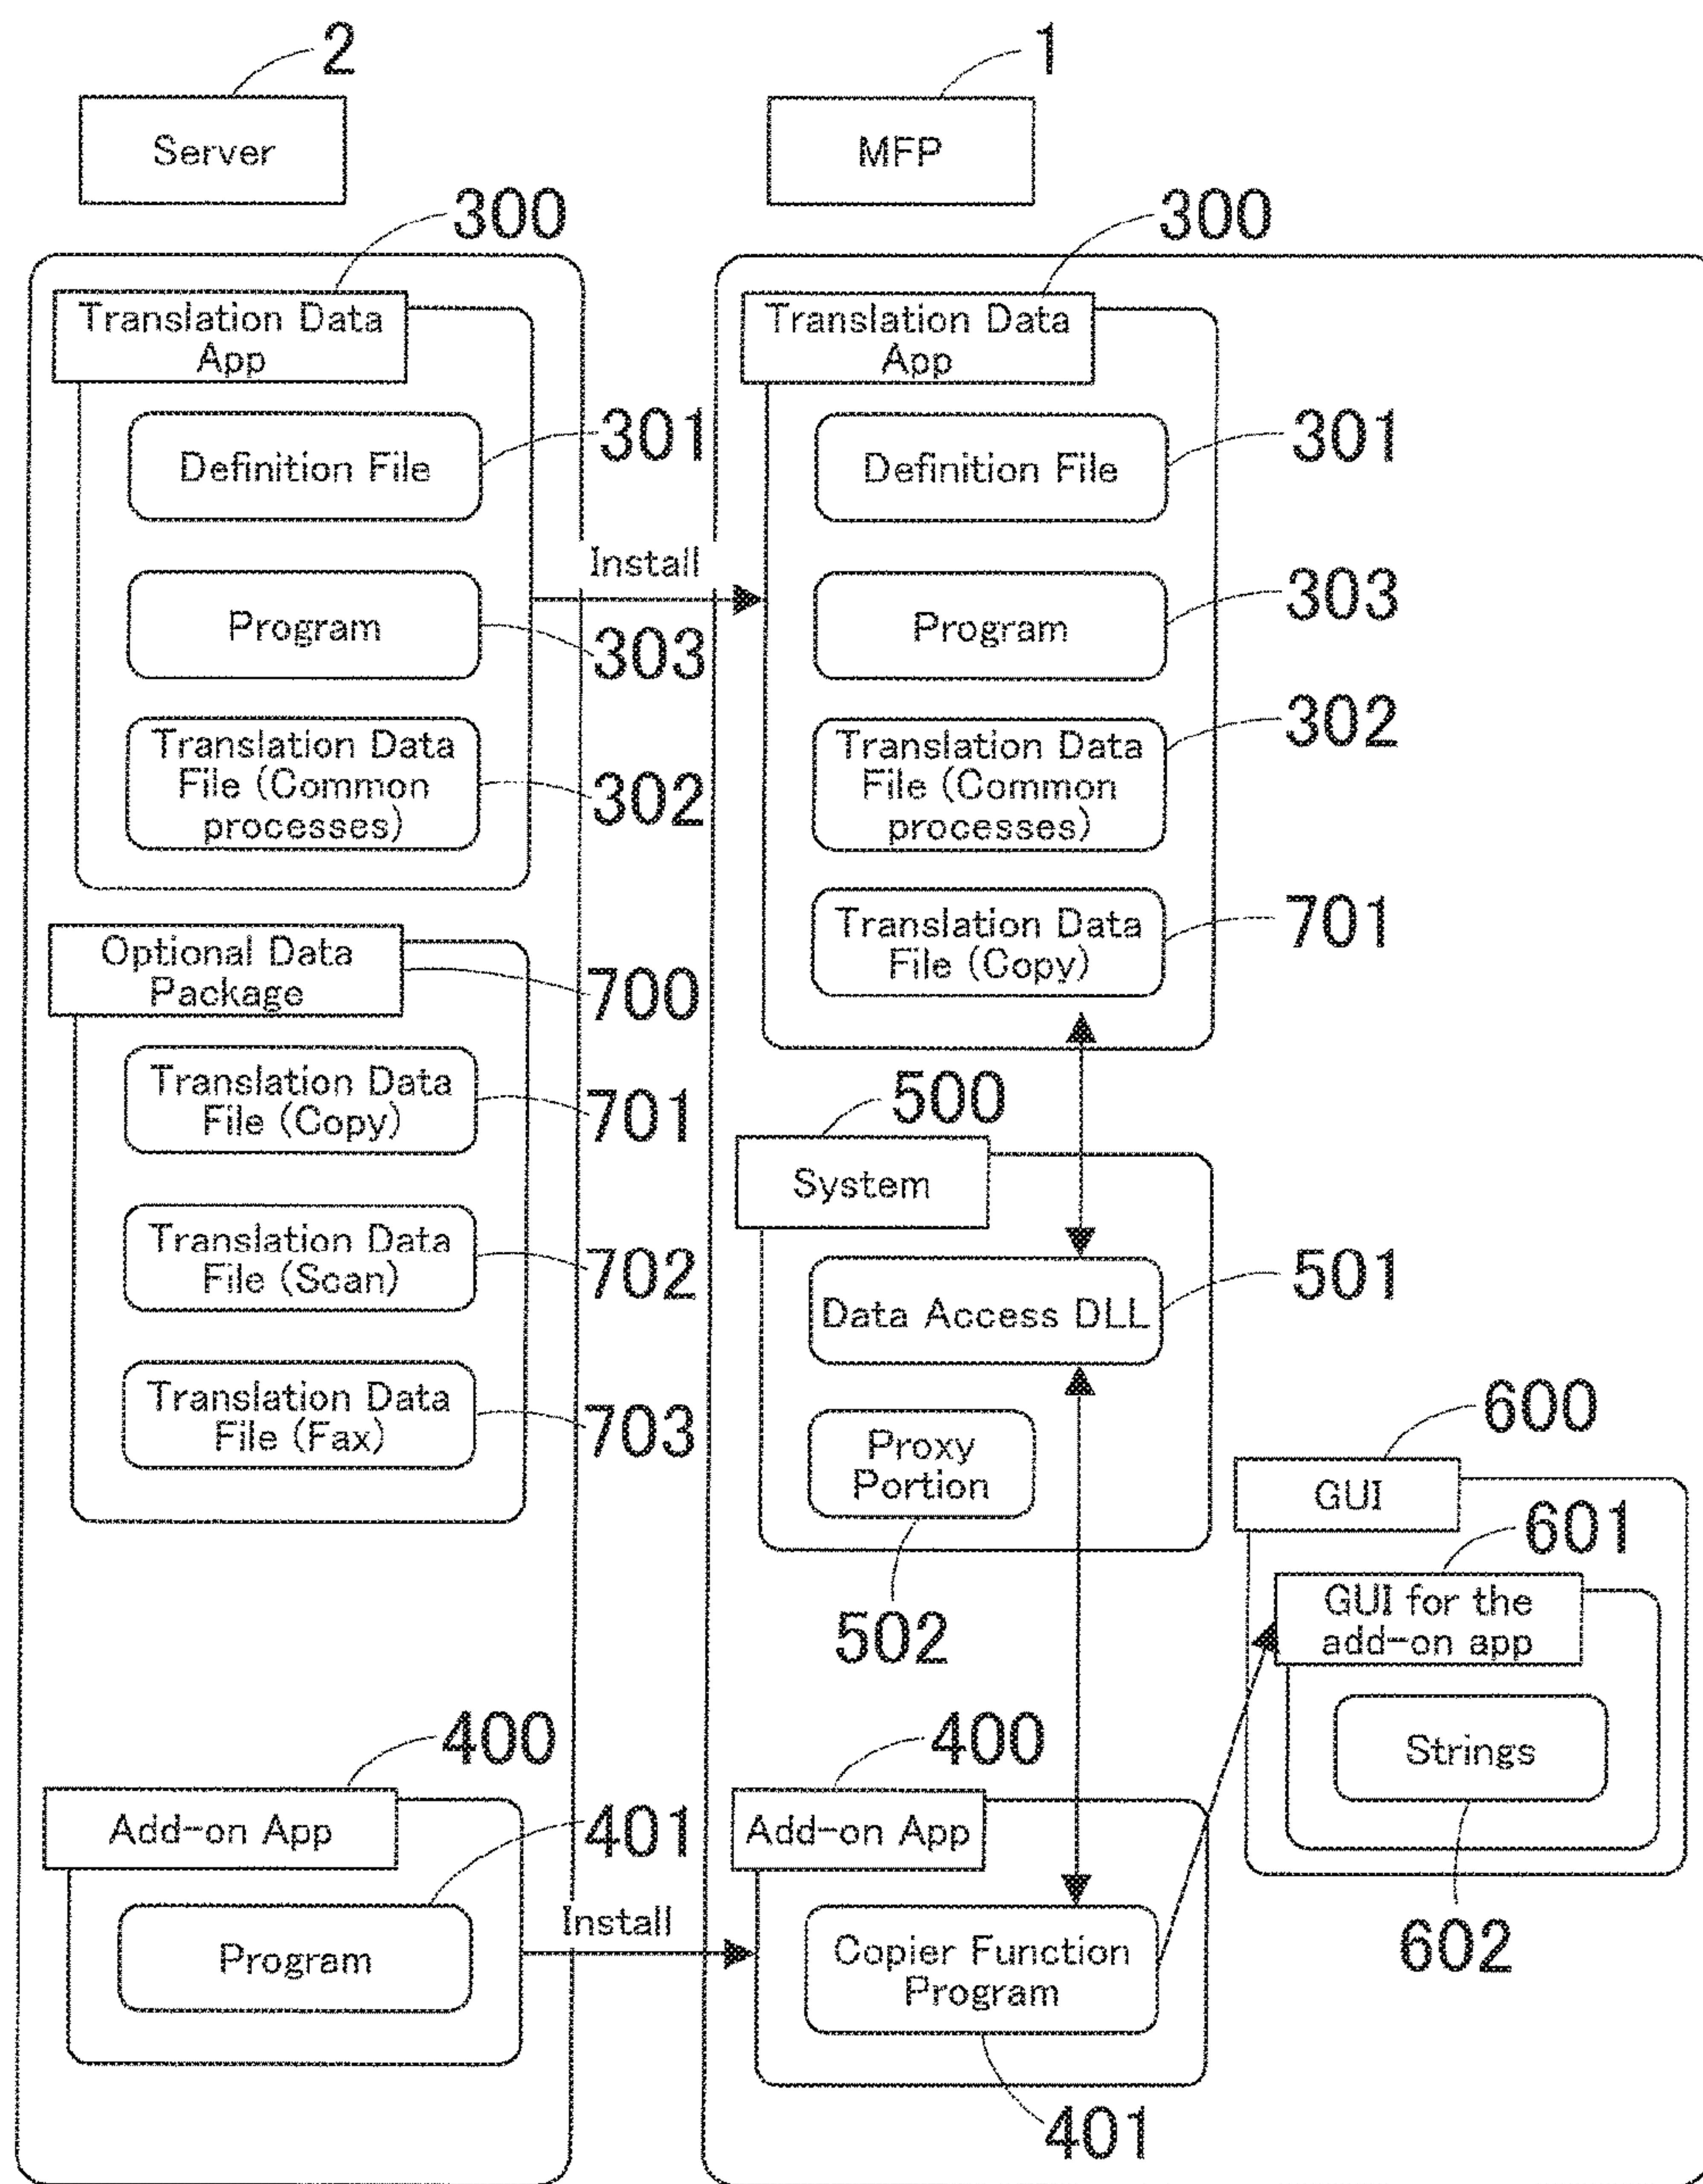 2
1
Server
MFP
300
300
Translation Data
App
Translation Data
App
Definition File
301
Definition File
301
Install
Program
303
Program
303
Translation Data
File (Common
processes)
302
Translation Data
File (Common
processes)
302
Translation Data
File (Copy)
701
Optional Data
Package
700
Translation Data
File (Copy)
701
Translation Data
File (Scan)
702
Translation Data
File (Fax)
703
500
System
Data Access DLL
501
Proxy
Portion
502
600
GUI
601
GUI for the
add-on app
Strings
602
400
Add-on App
401
Program
Install
400
Add-on App
Copier Function
Program
401